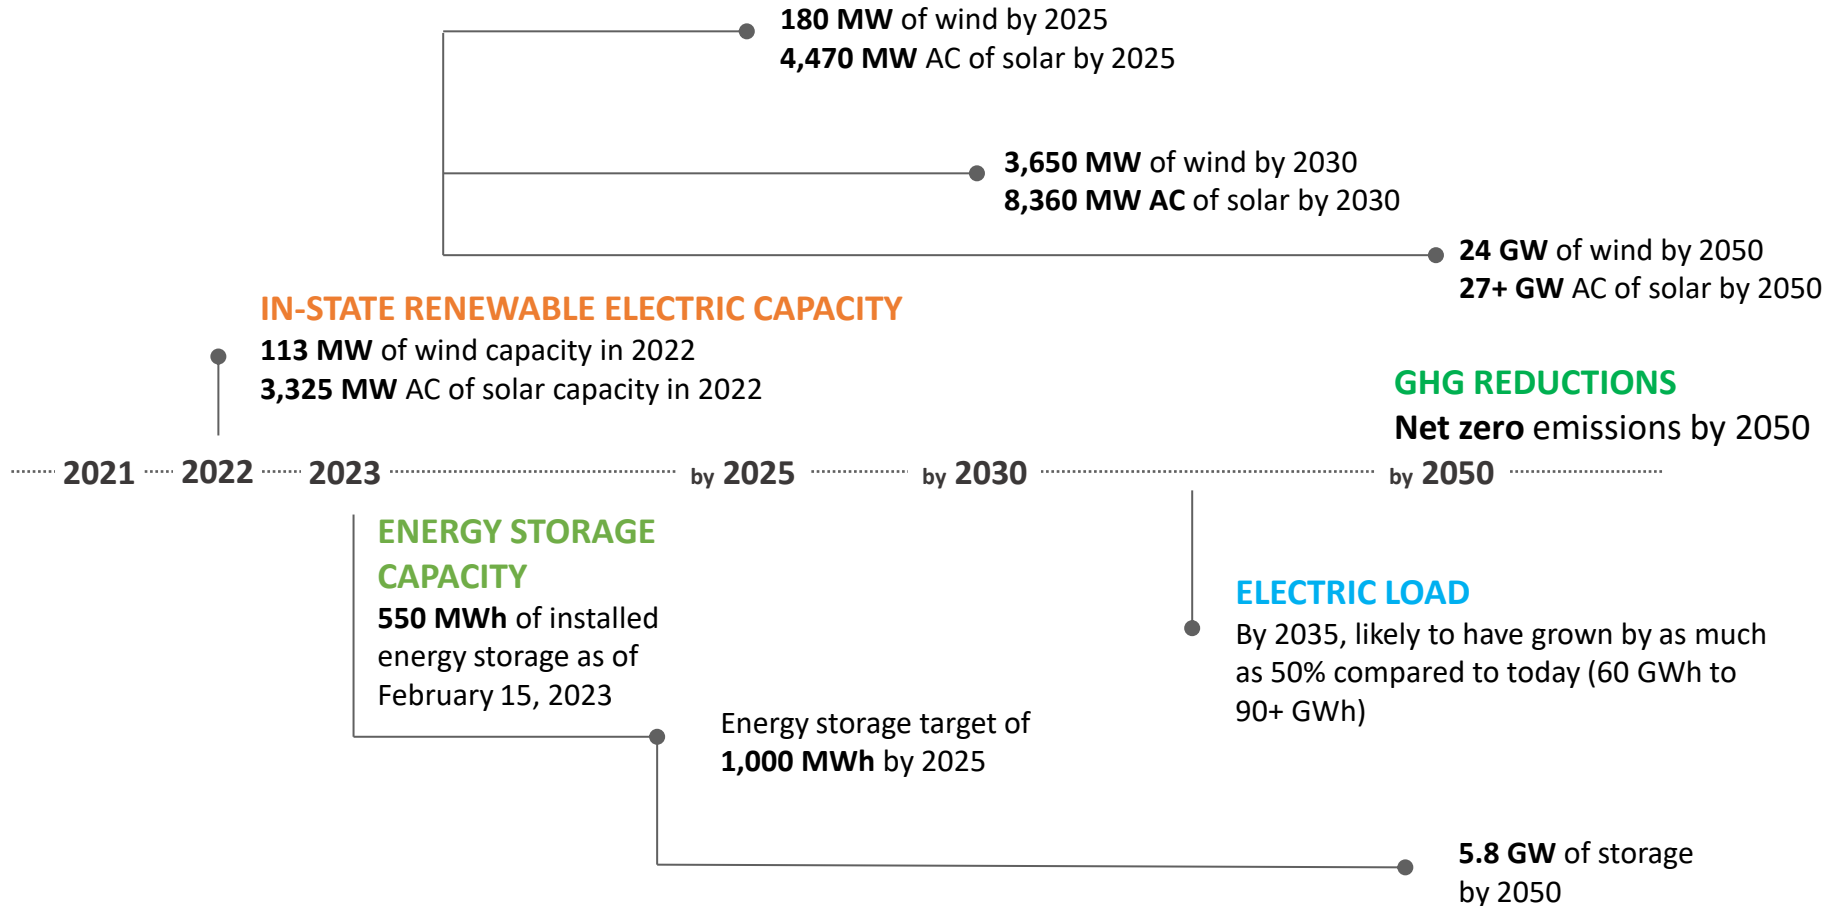 180 MW of wind by 2025
4,470 MW AC of solar by 2025
3,650 MW of wind by 2030
8,360 MW AC of solar by 2030
24 GW of wind by 2050
27+ GW AC of solar by 2050
IN-STATE RENEWABLE ELECTRIC CAPACITY
113 MW of wind capacity in 2022
3,325 MW AC of solar capacity in 2022
GHG REDUCTIONS
Net zero emissions by 2050
2021 2022 2023 by 2025 by 2030 by 2050
ENERGY STORAGE
CAPACITY
550 MWh of installed
energy storage as of
February 15, 2023
ELECTRIC LOAD
By 2035, likely to have grown by as much
as 50% compared to today (60 GWh to
90+ GWh)
Energy storage target of
1,000 MWh by 2025
5.8 GW of storage
by 2050